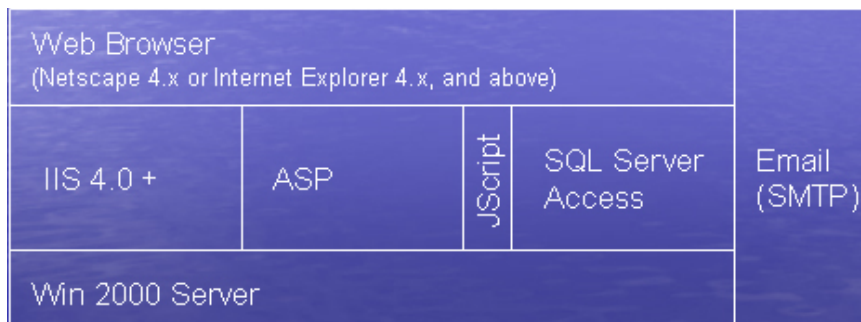 Web Browser
(Netscape 4.x or Internet Explorer 4.x, and above)
IIS 4.0 +
ASP
JScript
SQL Server
Access
Email
(SMTP)
Win 2000 Server